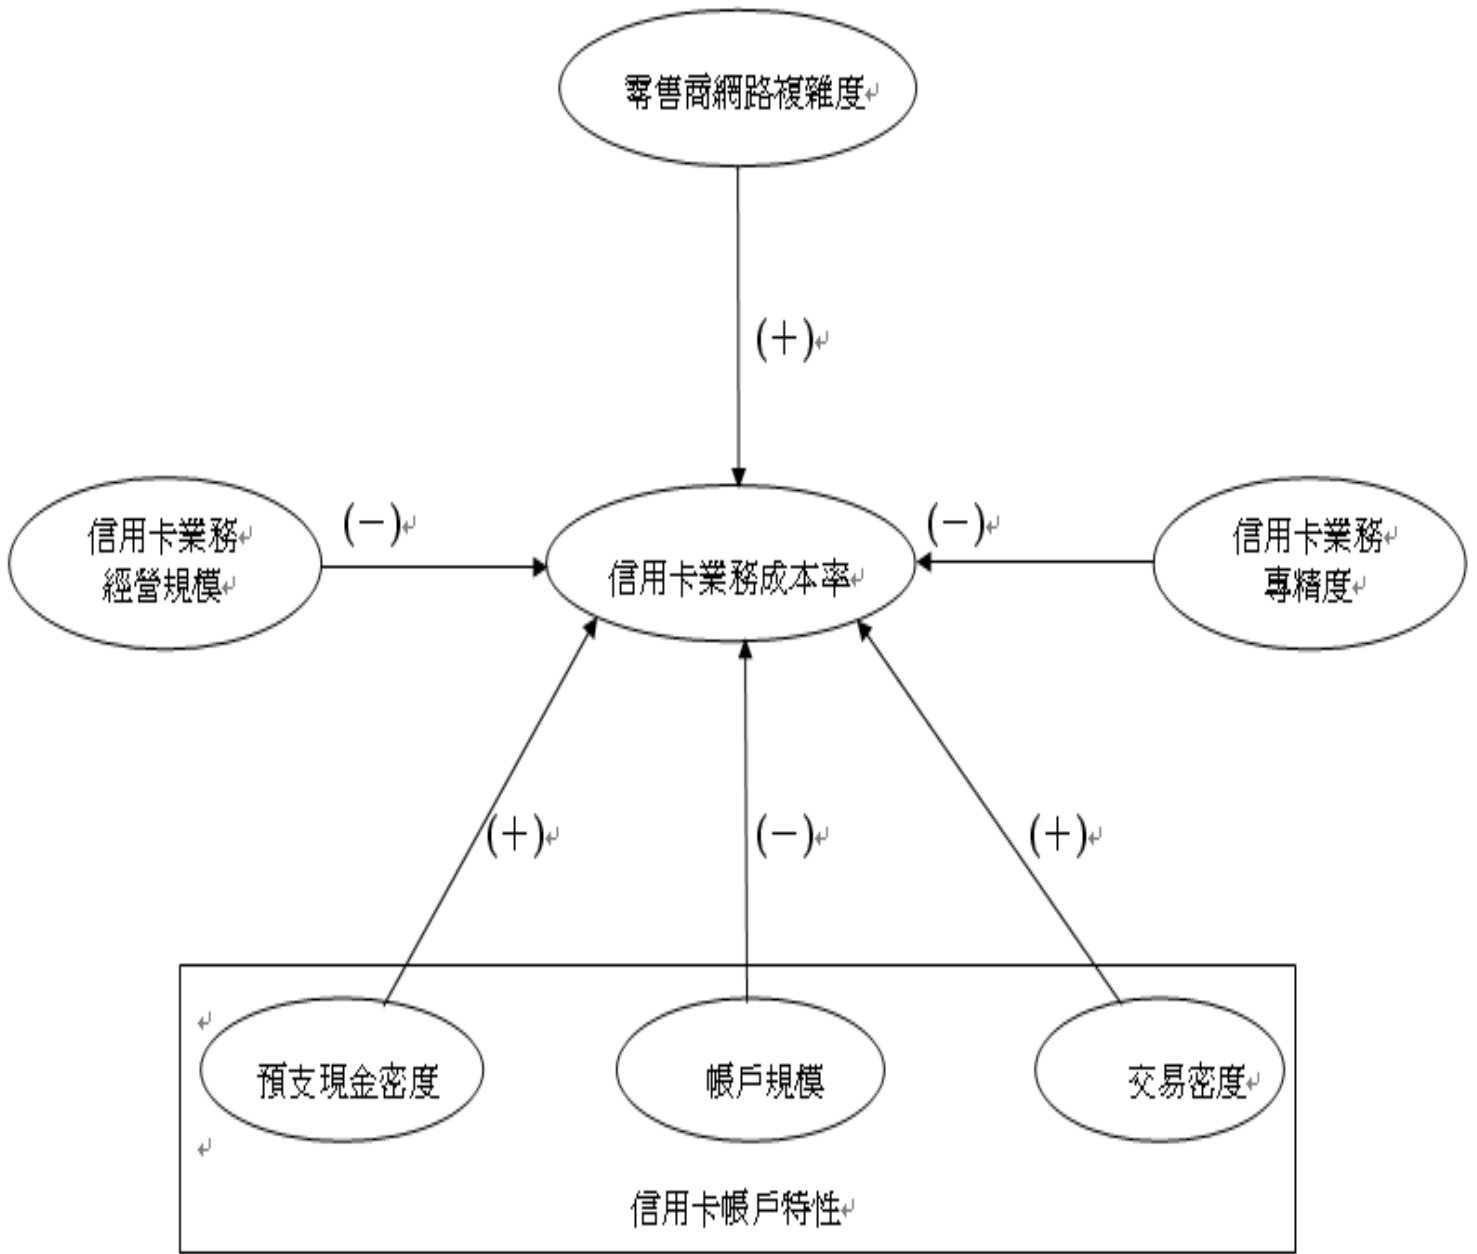 零售商網路複雜度
(+)
信用卡業務
經營規模
(-)
信用卡業務成本率
(-)
信用卡業務
專精度
(+)
(-)
(+)
預支現金密度
帳戶規模
交易密度
信用卡帳戶特性